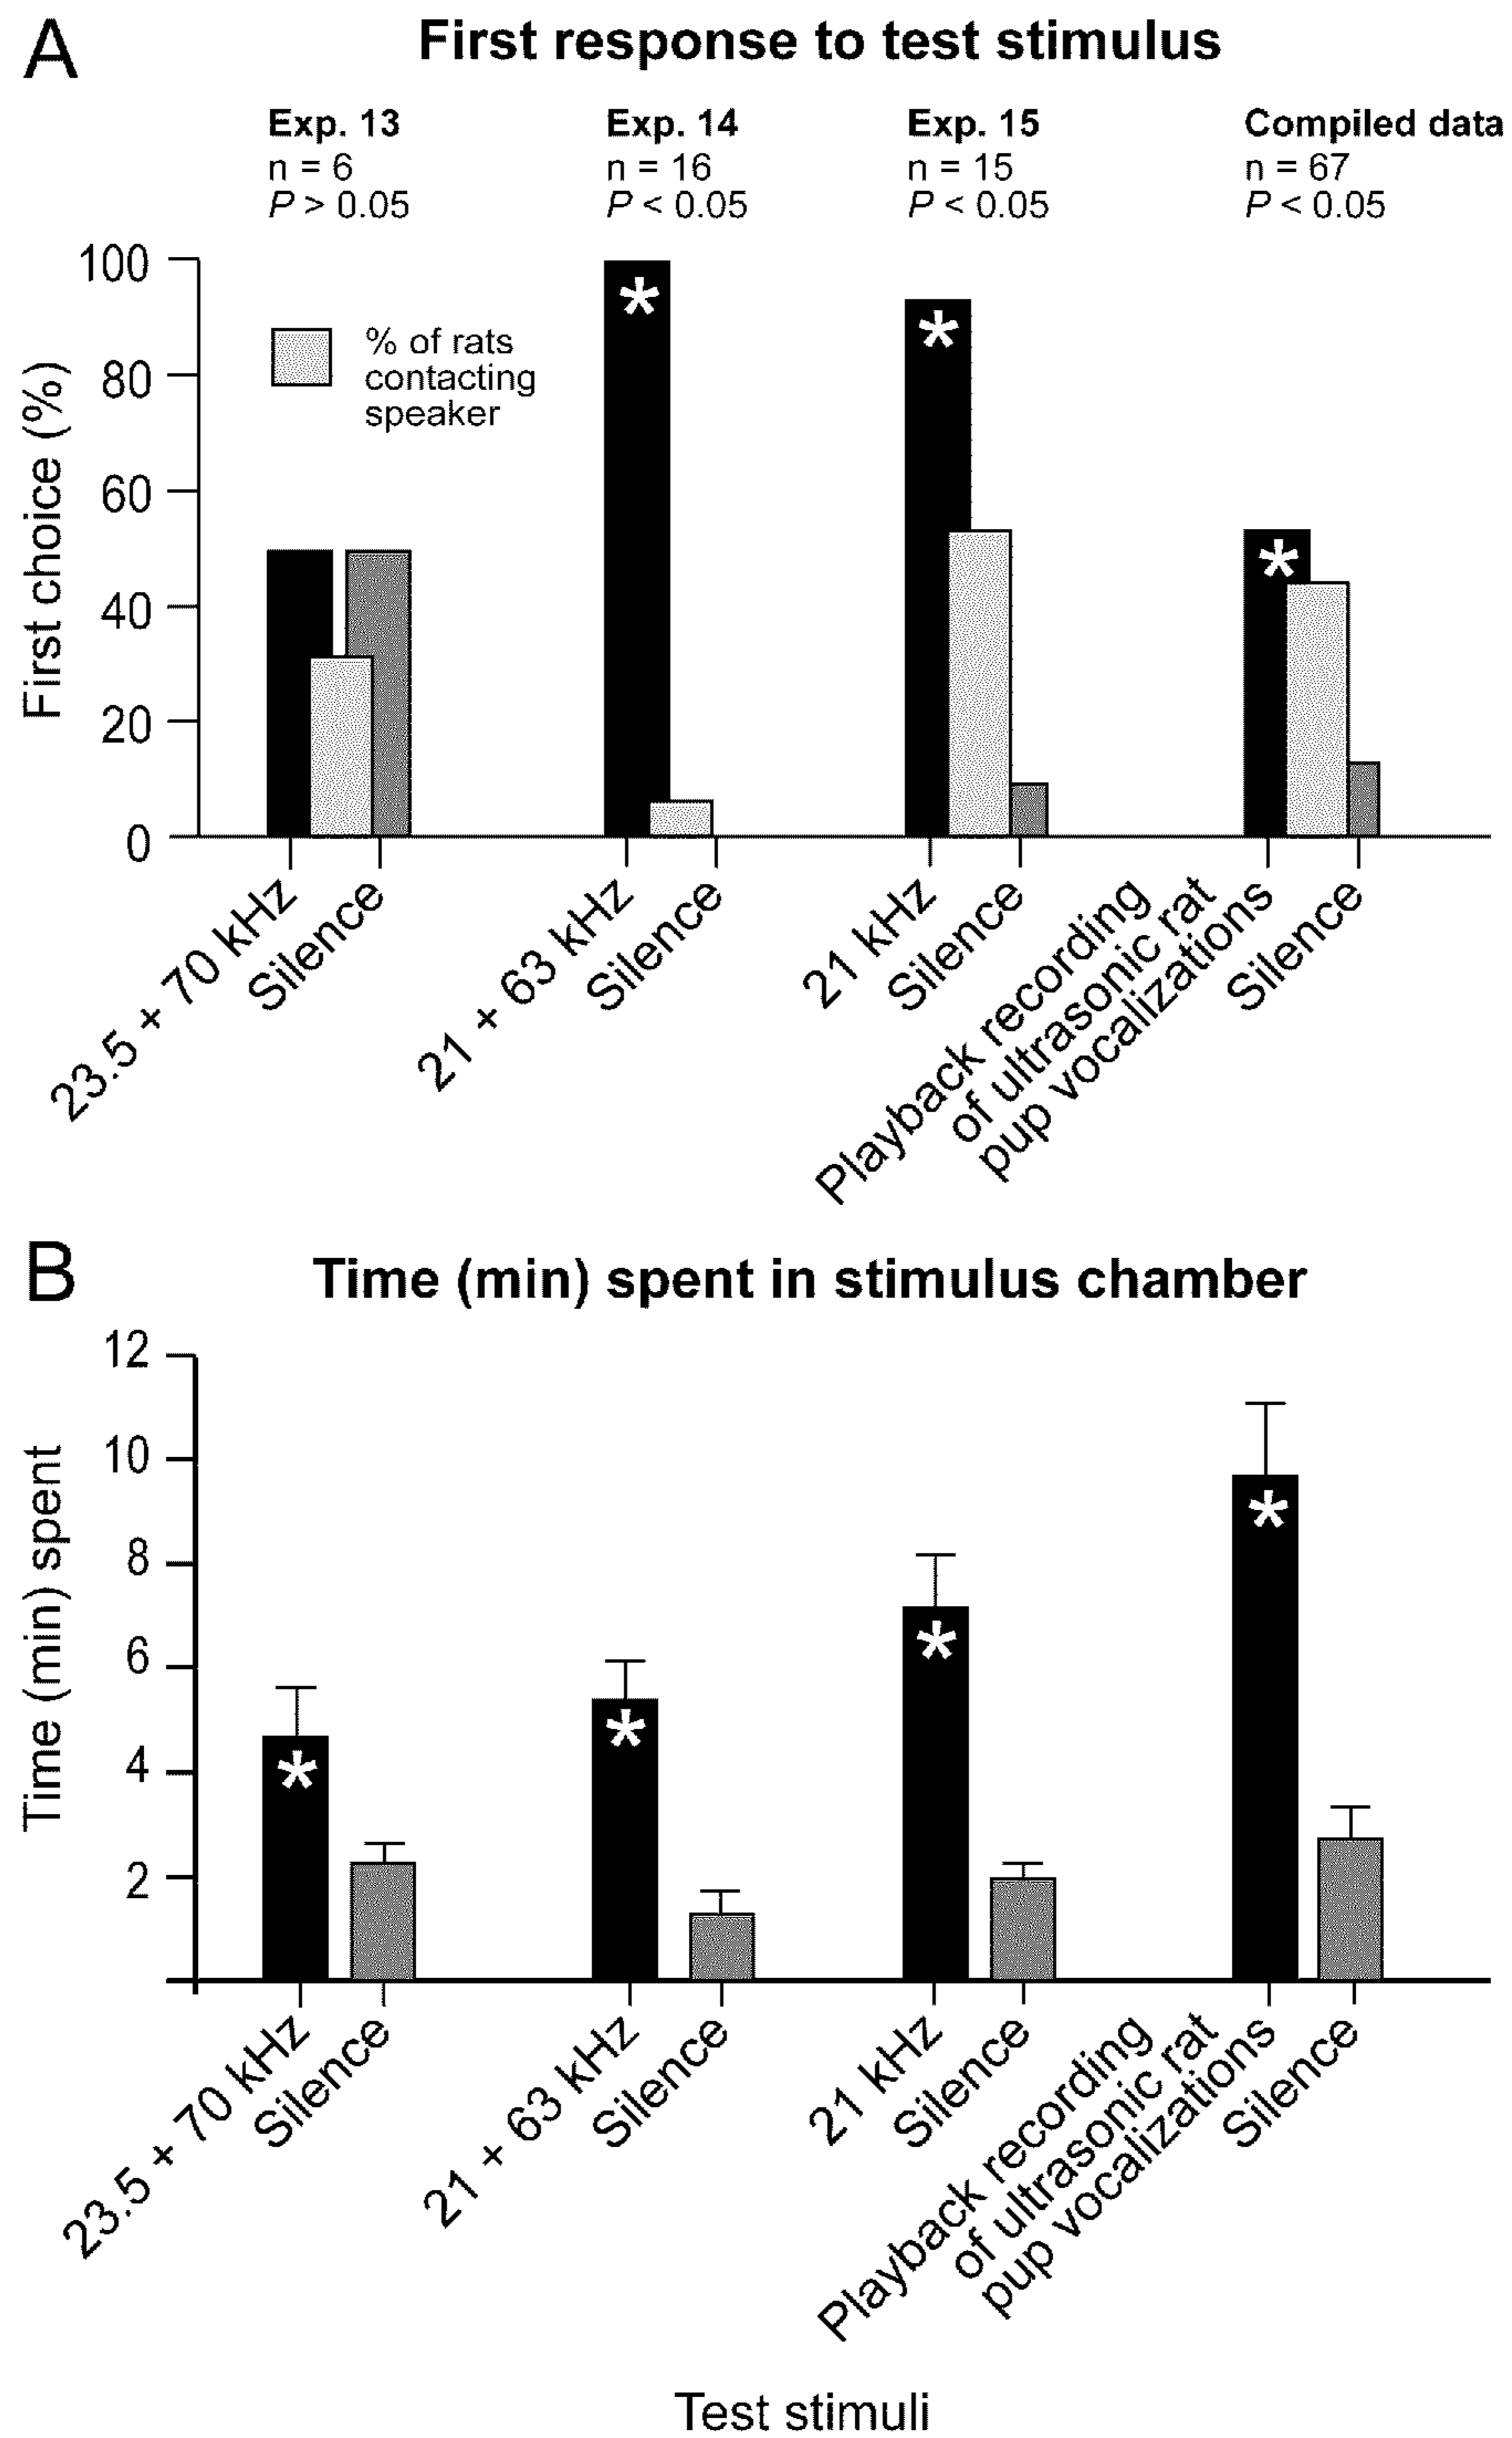 A
First response to test stimulus
Exp. 13
n = 6
P > 0.05
Exp. 14
n = 16
P < 0.05
Exp. 15
n = 15
P < 0.05
Compiled data
n = 67
P < 0.05
First choice (%)
100
80
60
40
20
0
% of rats
contacting
speaker
*
*
*
23.5 + 70 kHz
Silence
21 + 63 kHz
Silence
21 kHz
Silence
Playback recording
of ultrasonic rat
pup vocalizations
Silence
B
Time (min) spent in stimulus chamber
Time (min) spent
12
10
8
6
4
2
*
*
*
*
23.5 + 70 kHz
Silence
21 + 63 kHz
Silence
21 kHz
Silence
Playback recording
of ultrasonic rat
pup vocalizations
Silence
Test stimuli